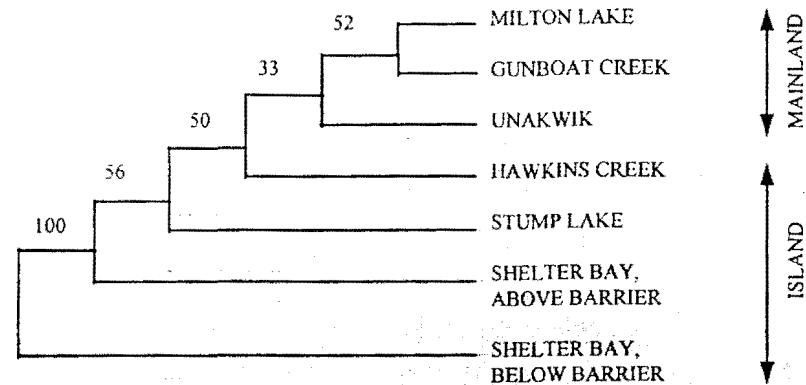 52
MILTON LAKE
33
GUNBOAT CREEK
50
UNAKWIK
56
HAWKINS CREEK
100
STUMP LAKE
SHELTER BAY,
ABOVE BARRIER
SHELTER BAY,
BELOW BARRIER
MAINLAND
ISLAND